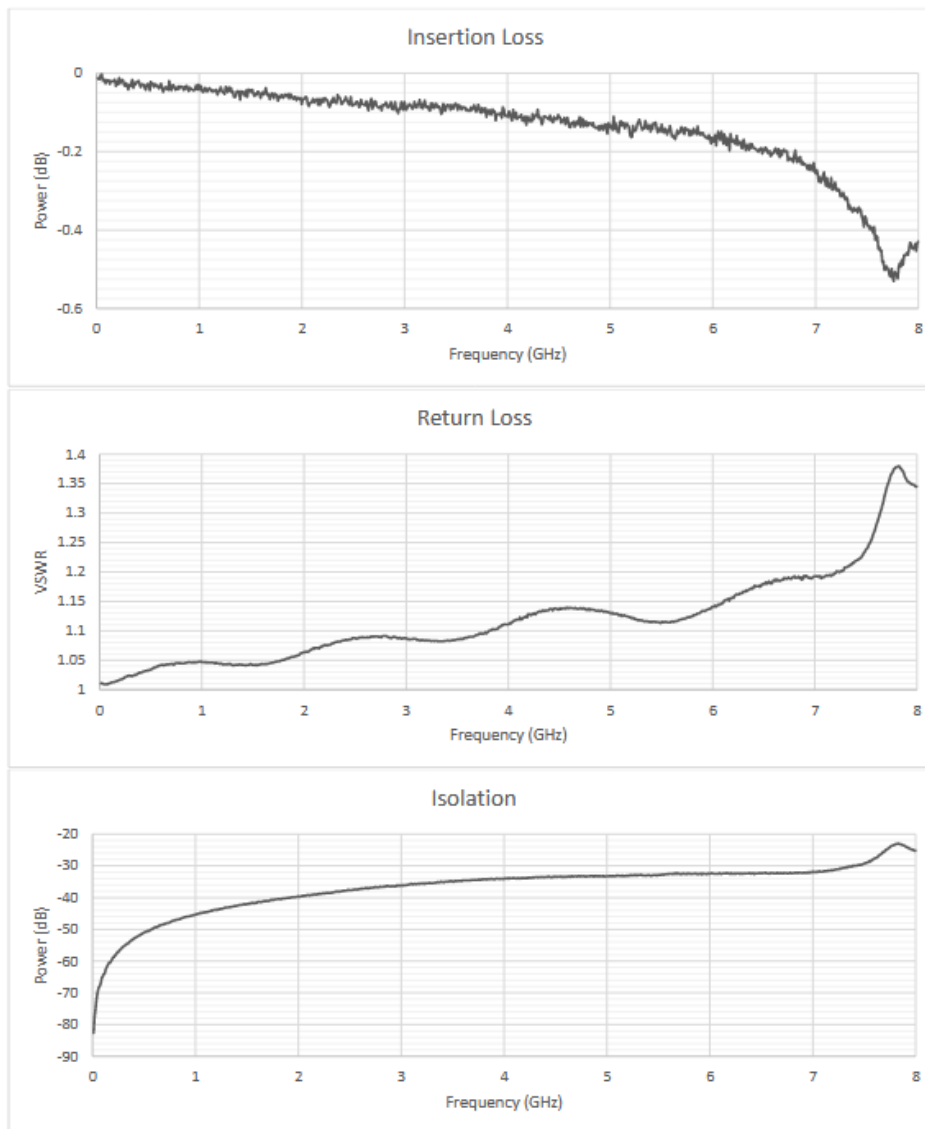 Insertion Loss
0
-0.2
-0.4
-0.6
Power (dB)
0 1 2 3 4 5 6 7 8
Frequency (GHz)
Return Loss
1.4
1.35
1.3
1.25
1.2
1.15
1.1
1.05
1
VSWR
0 1 2 3 4 5 6 7 8
Frequency (GHz)
Isolation
-20
-30
-40
-50
-60
-70
-80
-90
Power (dB)
0 1 2 3 4 5 6 7 8
Frequency (GHz)